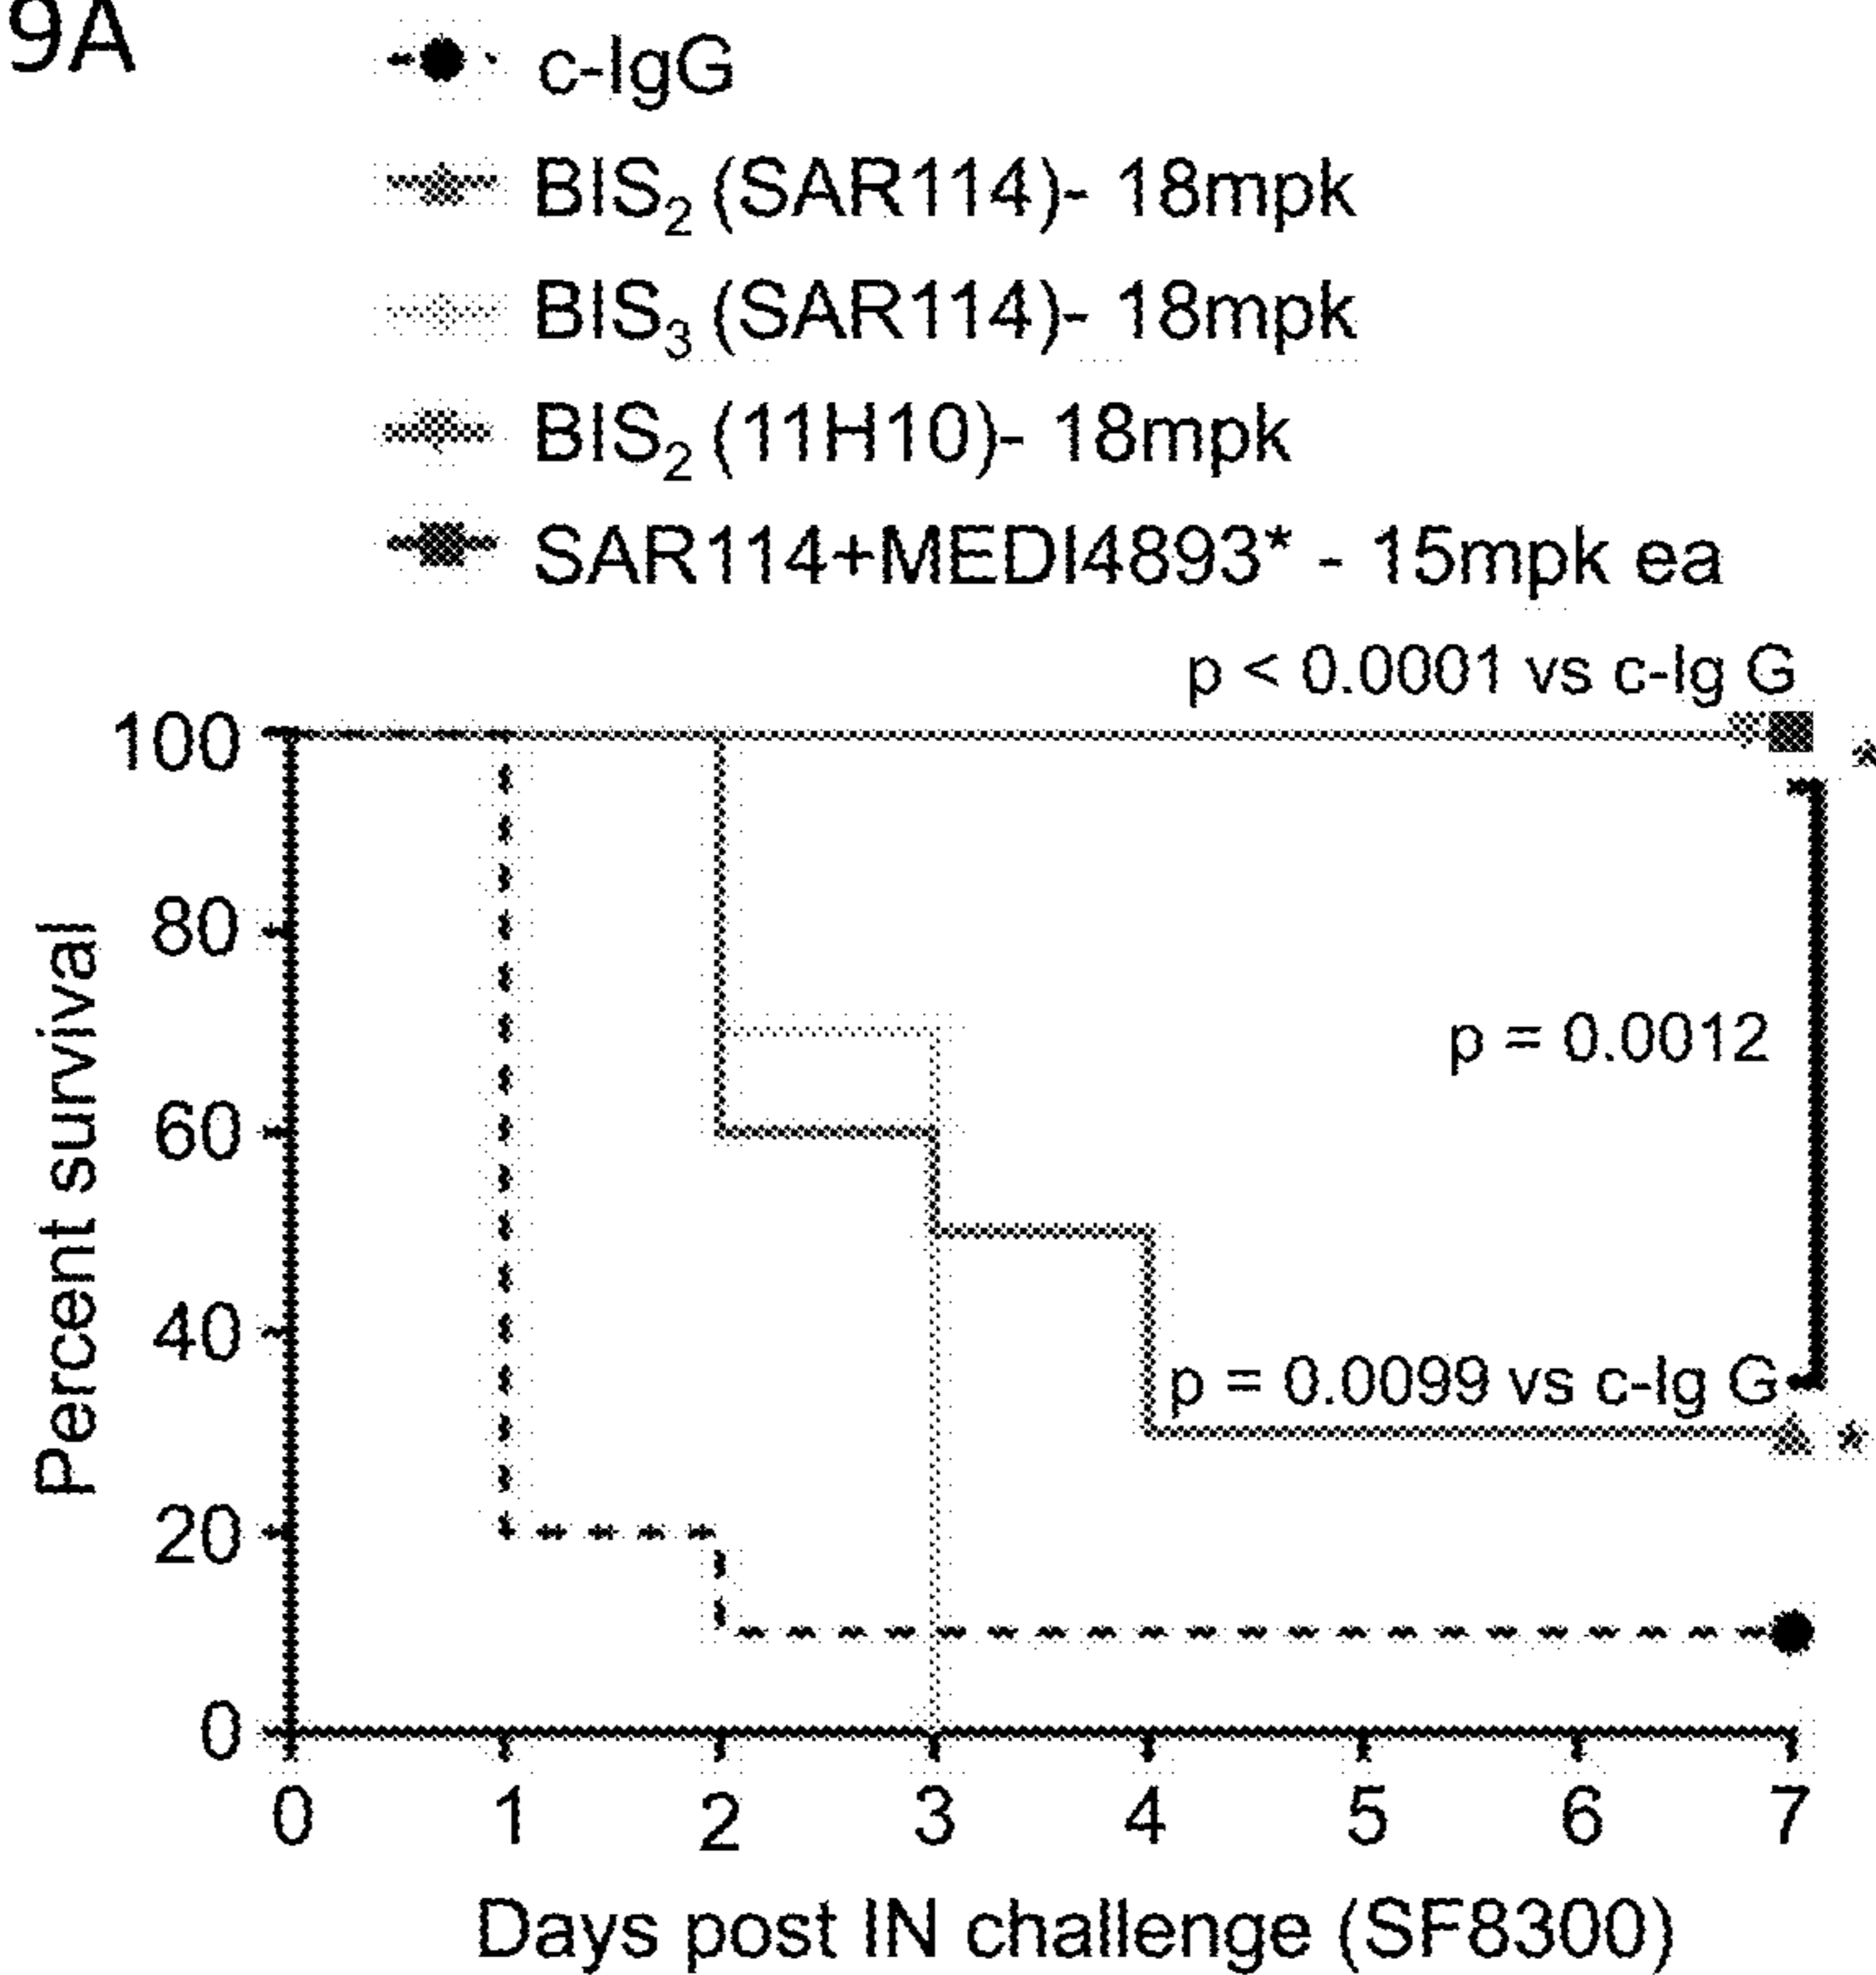 9A
c-IgG
BIS₂ (SAR114)- 18mpk
BIS₃ (SAR114)- 18mpk
BIS₂ (11H10)- 18mpk
SAR114+MEDI4893* - 15mpk ea
p < 0.0001 vs c-Ig G
100
*
80
p = 0.0012
60
40
p = 0.0099 vs c-Ig G
*
20
0
0 1 2 3 4 5 6 7
Percent survival
Days post IN challenge (SF8300)